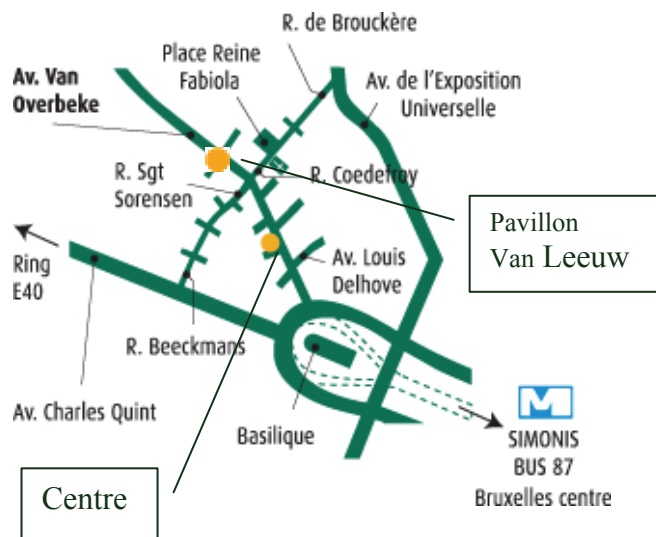 R. de Brouckère
Place Reine
Fabiola
Av. Van
Overbeke
Av. de l'Exposition
Universelle
R. Sgt
Sorensen
R. Coedefroy
Pavillon
Van Leeuw
Ring
E40
Av. Louis
Delhove
R. Beeckmans
Av. Charles Quint
Basilique
M
SIMONIS
BUS 87
Bruxelles centre
Centre